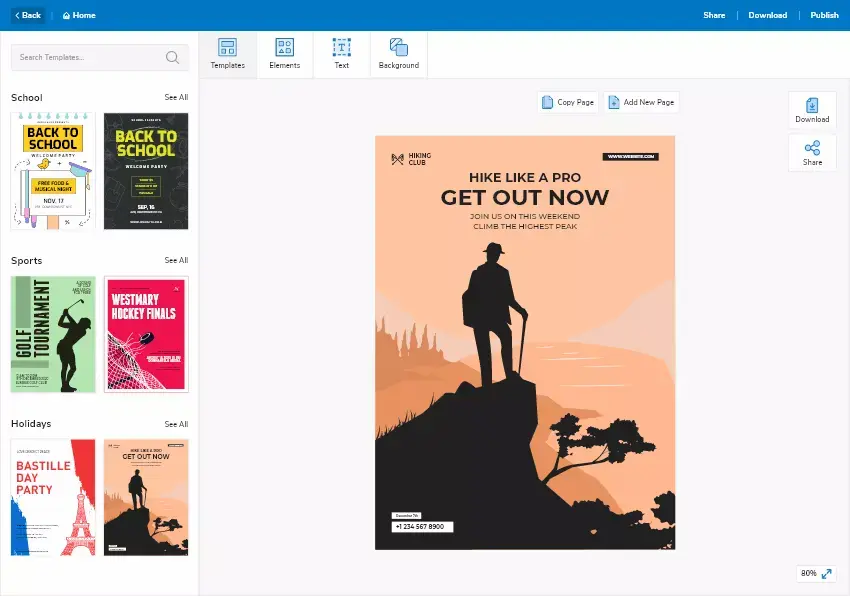 Back
Home
Share
Download
Publish
Search Templates...
Templates
Elements
Text
Background
Copy Page
Add New Page
Download
Share
School
See All
BACK TO
SCHOOL
WELCOME PARTY
FREE FOOD &
MUSICAL NIGHT
NOV. 17
BACK TO
SCHOOL
WELCOME PARTY
SEP, 16
Sports
See All
GOLF
TOURNAMENT
WESTMARY
HOCKEY FINALS
Holidays
See All
BASTILLE
DAY
PARTY
HIKE LIKE A PRO
GET OUT NOW
HIKING
CLUB
WWW.WEBSITE.COM
HIKE LIKE A PRO
GET OUT NOW
JOIN US ON THIS WEEKEND
CLIMB THE HIGHEST PEAK
December 7th
+1 234 567 8900
80%